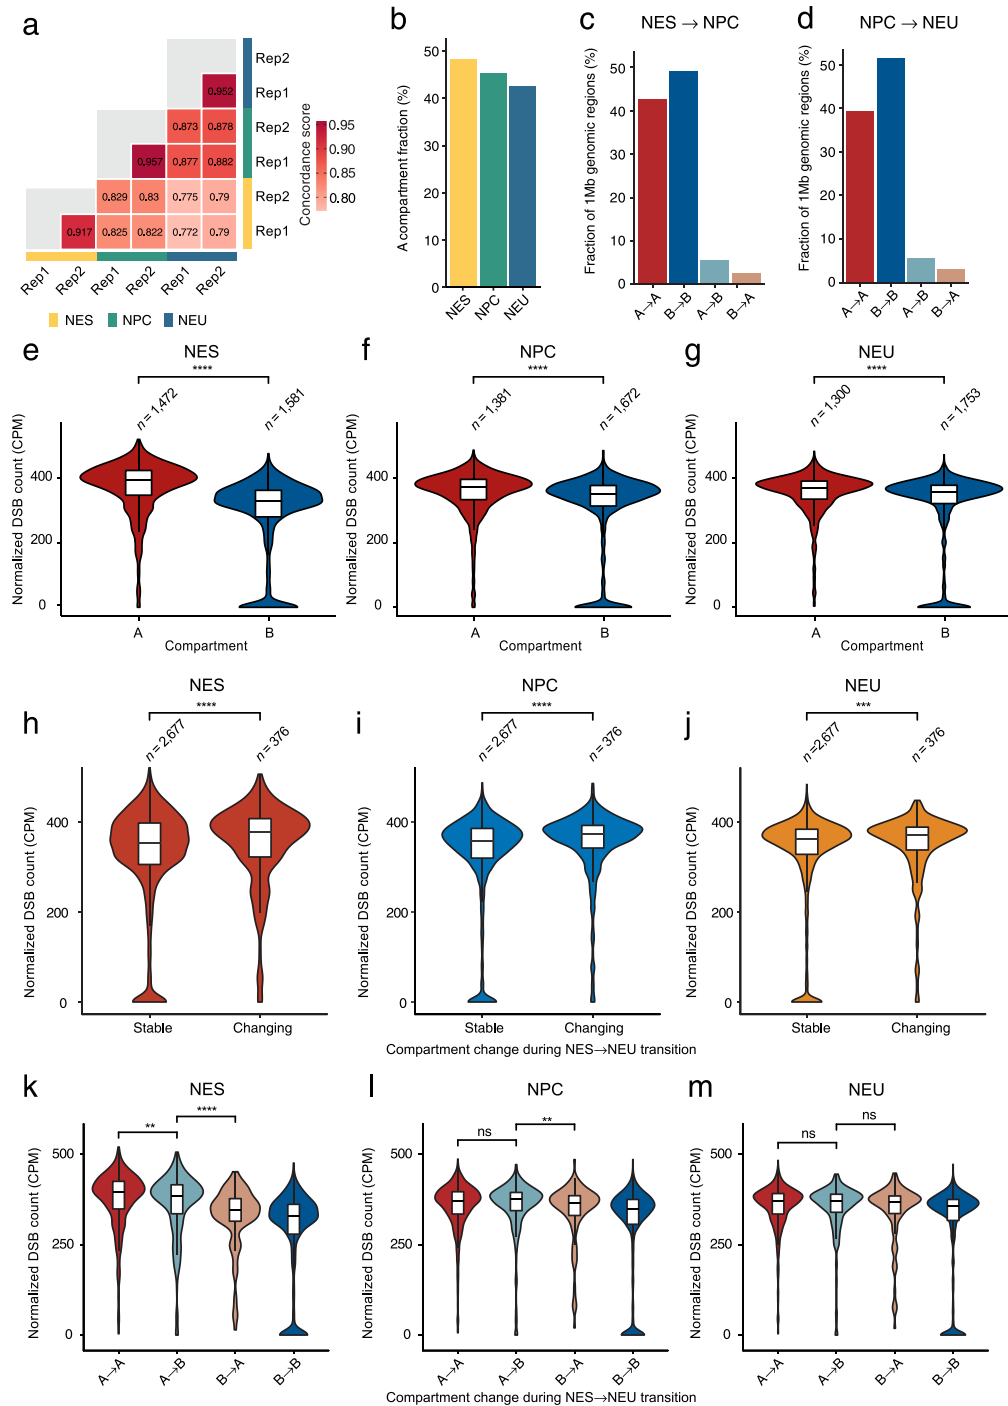 a
Rep2
Rep1
0.952
Rep2
0.873 0.878
Rep1
0.957 0.877 0.882
Rep2
0.829 0.83 0.775 0.79
Rep1
0.917 0.825 0.822 0.772 0.79
Rep1 Rep2 Rep1 Rep2 Rep1 Rep2
Concordance score
0.95
0.90
0.85
0.80
NES NPC NEU
b
A compartment fraction (%)
50
40
30
20
10
0
NES NPC NEU
c
NES → NPC
Fraction of 1Mb genomic regions (%)
50
40
30
20
10
0
A→A B→B A→B B→A
d
NPC → NEU
Fraction of 1Mb genomic regions (%)
50
40
30
20
10
0
A→A B→B A→B B→A
e
NES
****
n = 1,472 n = 1,581
Normalized DSB count (CPM)
400
200
0
A B
Compartment
f
NPC
****
n = 1,381 n = 1,672
Normalized DSB count (CPM)
400
200
0
A B
Compartment
g
NEU
****
n = 1,300 n = 1,753
Normalized DSB count (CPM)
400
200
0
A B
Compartment
h
NES
****
n = 2,677 n = 376
Normalized DSB count (CPM)
400
200
0
Stable Changing
i
NPC
****
n = 2,677 n = 376
Normalized DSB count (CPM)
400
200
0
Stable Changing
j
NEU
***
n =2,677 n = 376
Normalized DSB count (CPM)
400
200
0
Stable Changing
Compartment change during NES→NEU transition
k
NES
** ****
Normalized DSB count (CPM)
500
250
0
A→A A→B B→A B→B
l
NPC
ns **
Normalized DSB count (CPM)
500
250
0
A→A A→B B→A B→B
m
NEU
ns ns
Normalized DSB count (CPM)
500
250
0
A→A A→B B→A B→B
Compartment change during NES→NEU transition